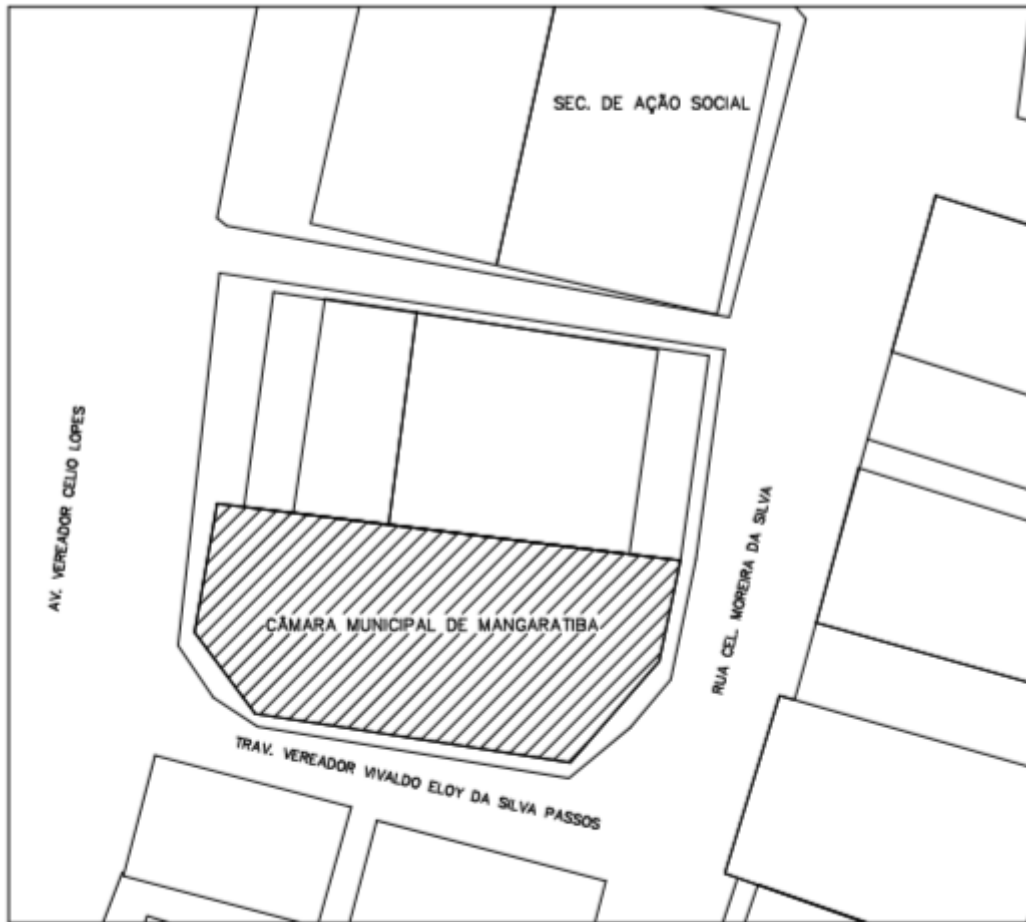 SEC. DE AÇÃO SOCIAL
AV. VEREADOR CELIO LOPES
CÂMARA MUNICIPAL DE MANGARATIBA
RUA CEL. MOREIRA DA SILVA
TRAV. VEREADOR VIVALDO ELOY DA SILVA PASSOS